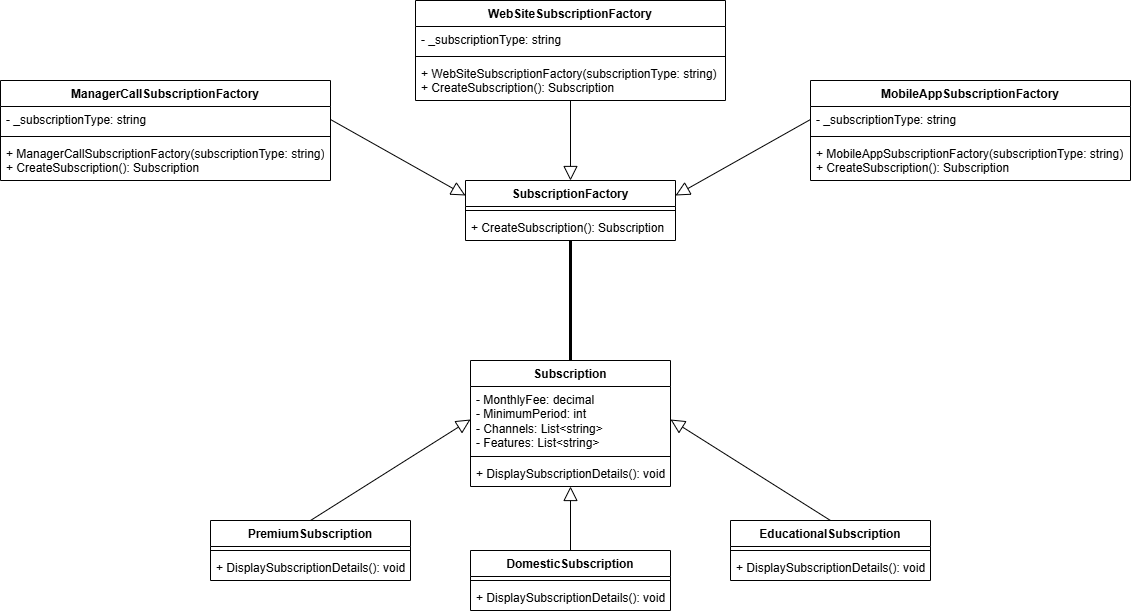 WebSiteSubscriptionFactory
- _subscriptionType: string
+ WebSiteSubscriptionFactory(subscriptionType: string)
+ CreateSubscription(): Subscription
ManagerCallSubscriptionFactory
- _subscriptionType: string
+ ManagerCallSubscriptionFactory(subscriptionType: string)
+ CreateSubscription(): Subscription
MobileAppSubscriptionFactory
- _subscriptionType: string
+ MobileAppSubscriptionFactory(subscriptionType: string)
+ CreateSubscription(): Subscription
SubscriptionFactory
+ CreateSubscription(): Subscription
Subscription
- MonthlyFee: decimal
- MinimumPeriod: int
- Channels: List<string>
- Features: List<string>
+ DisplaySubscriptionDetails(): void
PremiumSubscription
+ DisplaySubscriptionDetails(): void
DomesticSubscription
+ DisplaySubscriptionDetails(): void
EducationalSubscription
+ DisplaySubscriptionDetails(): void